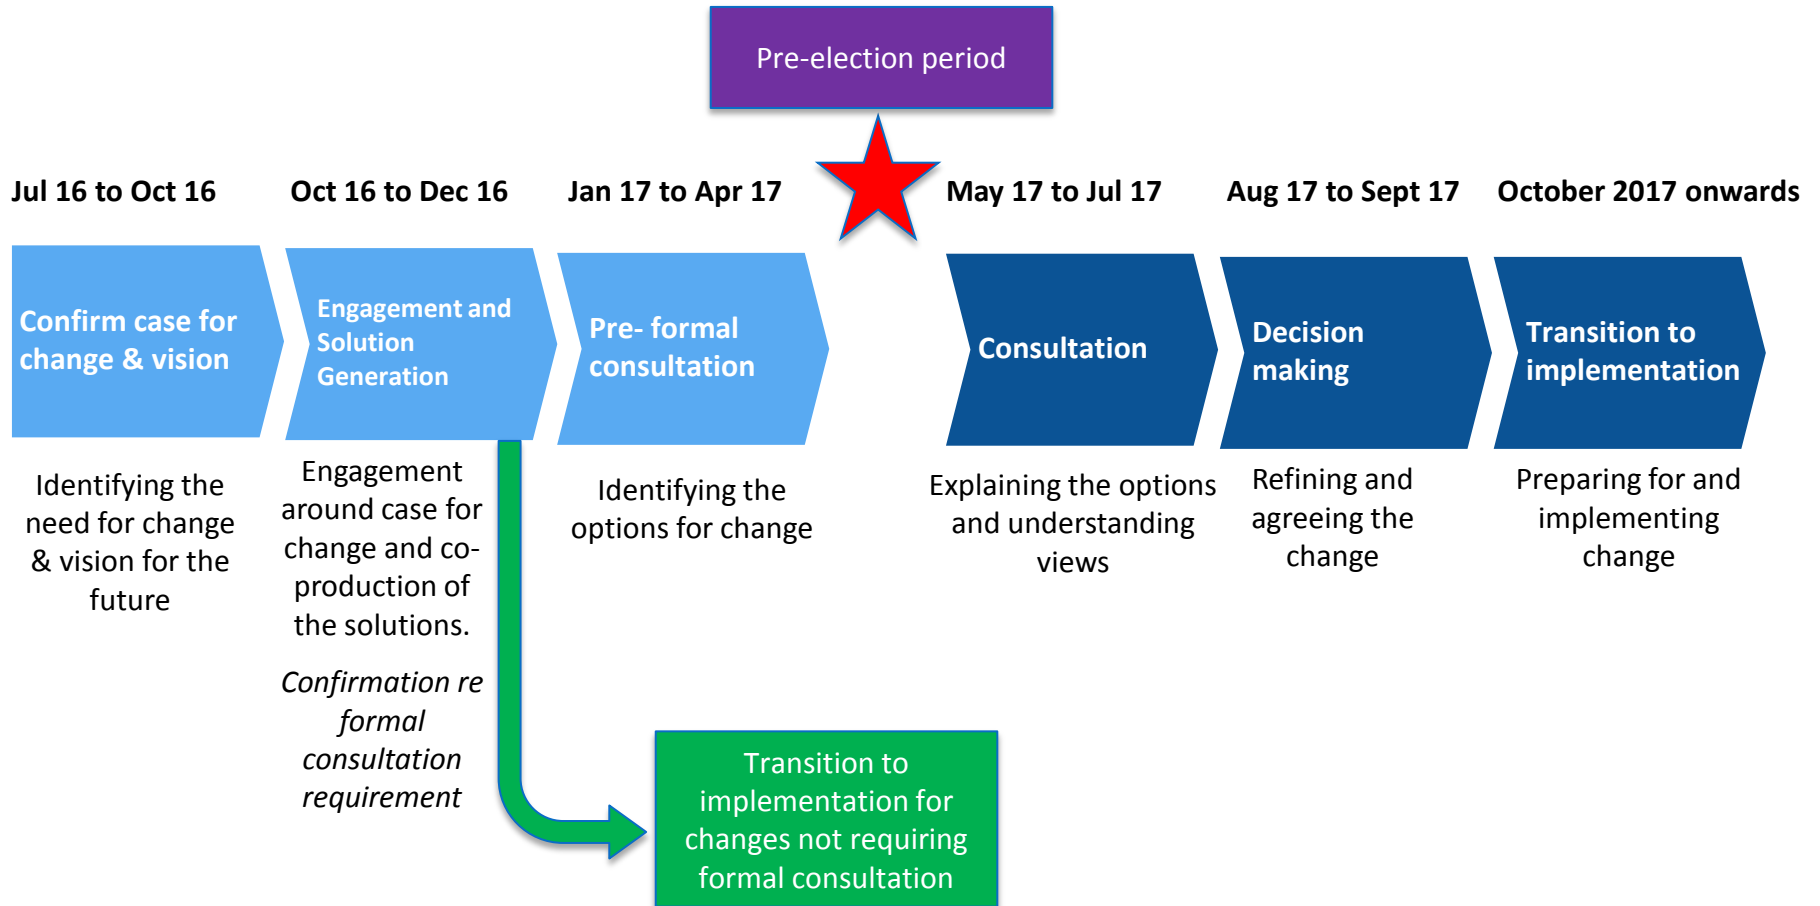 Pre-election period
Jul 16 to Oct 16
Oct 16 to Dec 16
Jan 17 to Apr 17
May 17 to Jul 17
Aug 17 to Sept 17
October 2017 onwards
Confirm case for
change & vision
Engagement and
Solution
Generation
Pre- formal
consultation
Consultation
Decision
making
Transition to
implementation
Identifying the
need for change
& vision for the
future
Engagement
around case for
change and co-
production of
the solutions.
Confirmation re
formal
consultation
requirement
Identifying the
options for change
Explaining the options
and understanding
views
Refining and
agreeing the
change
Preparing for and
implementing
change
Transition to
implementation for
changes not requiring
formal consultation